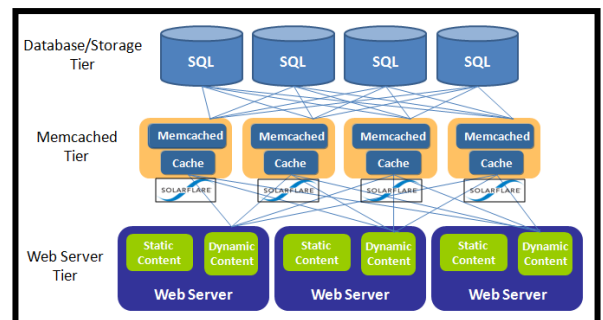 Database/Storage
Tier
SQL
SQL
SQL
SQL
Memcached
Tier
Memcached
Memcached
Memcached
Memcached
Cache
Cache
Cache
Cache
SOLARFLARE
SOLARFLARE
SOLARFLARE
SOLARFLARE
Web Server
Tier
Static
Content
Dynamic
Content
Web Server
Static
Content
Dynamic
Content
Web Server
Static
Content
Dynamic
Content
Web Server